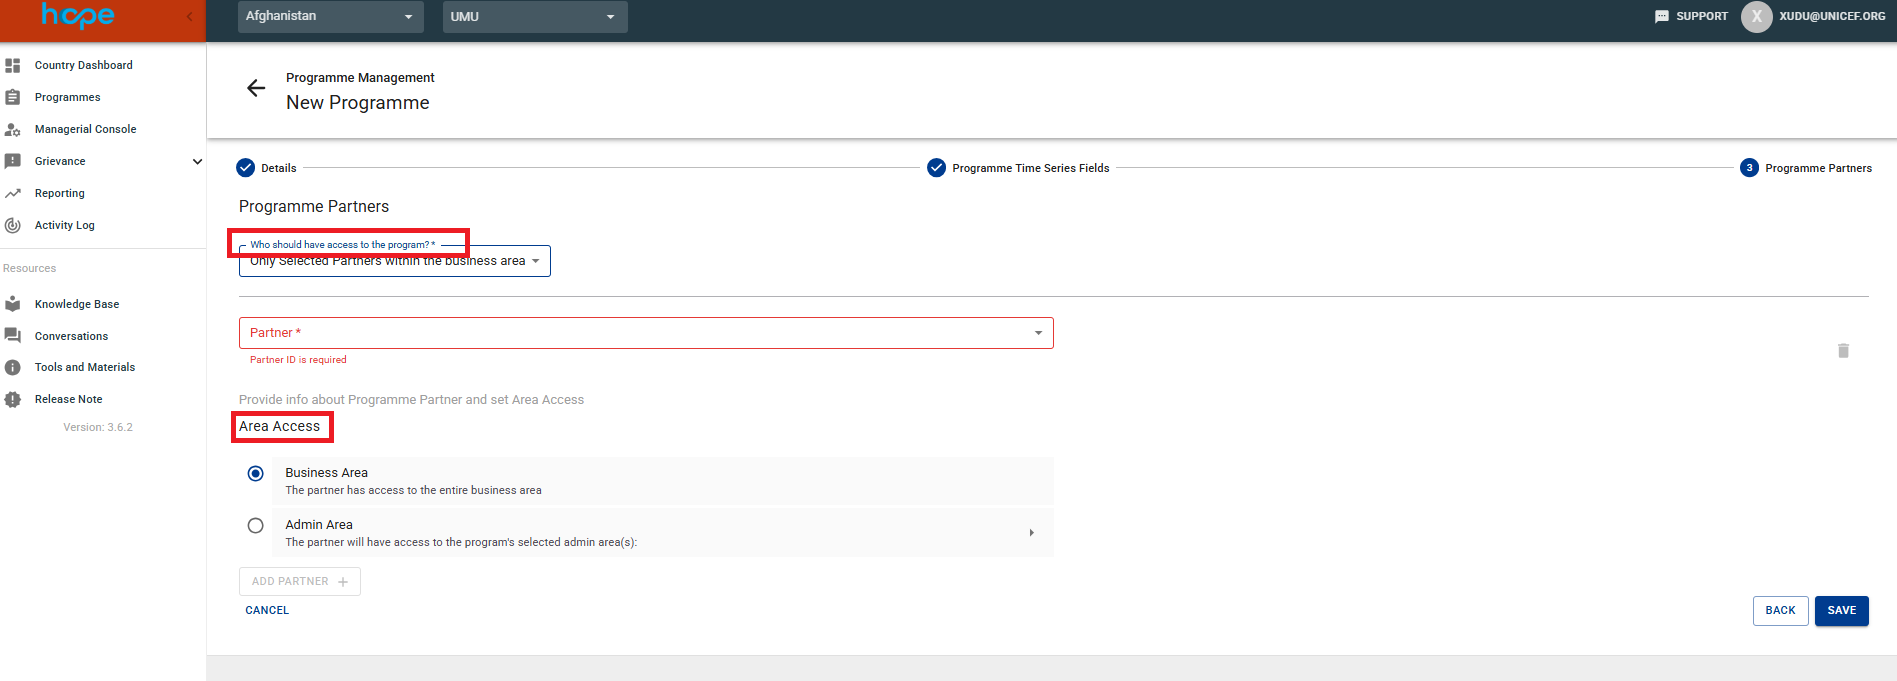 hope
Afghanistan
UMU
SUPPORT
X
XUDU@UNICEF.ORG
Country Dashboard
Programmes
Managerial Console
Grievance
Reporting
Activity Log
Resources
Knowledge Base
Conversations
Tools and Materials
Release Note
Version: 3.6.2
Programme Management
New Programme
Details
Programme Time Series Fields
3
Programme Partners
Programme Partners
Who should have access to the program? *
Only Selected Partners within the business area
Partner *
Partner ID is required
Provide info about Programme Partner and set Area Access
Area Access
Business Area
The partner has access to the entire business area
Admin Area
The partner will have access to the program's selected admin area(s):
ADD PARTNER +
CANCEL
BACK
SAVE